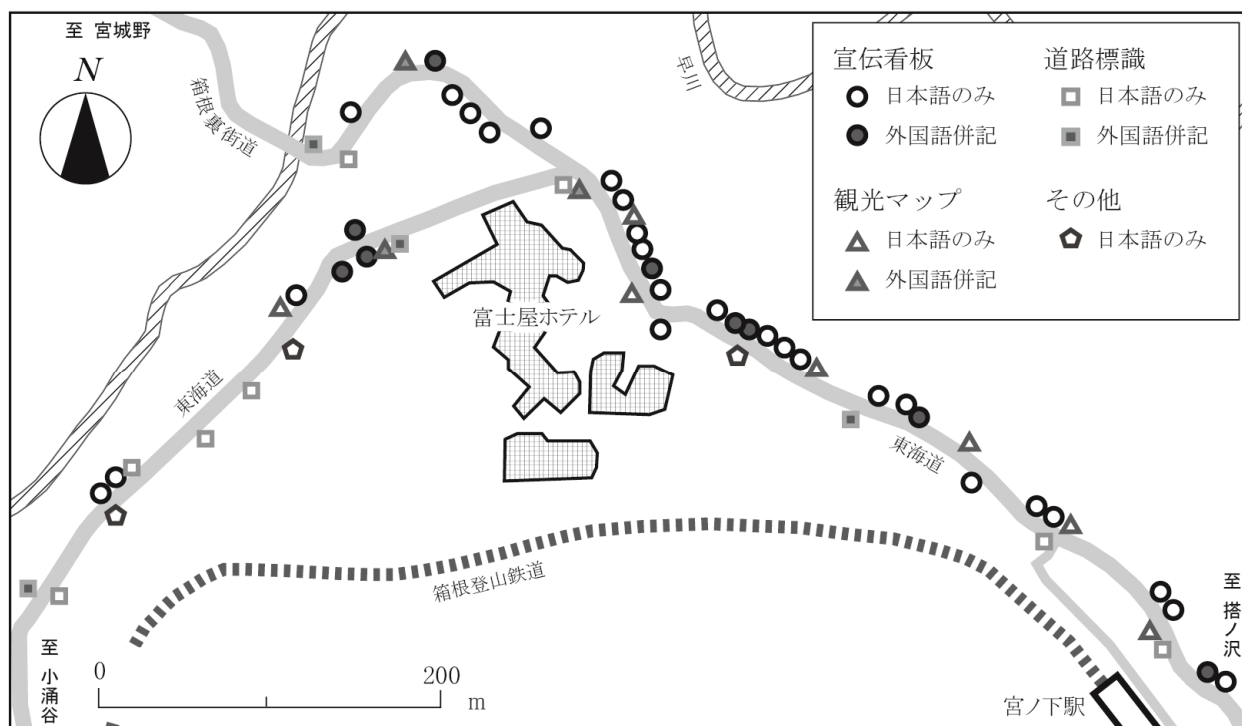 至 宮城野
N
箱根裏街道
早川
宣伝看板
日本語のみ
外国語併記
道路標識
日本語のみ
外国語併記
観光マップ
日本語のみ
外国語併記
その他
日本語のみ
富士屋ホテル
東海道
東海道
箱根登山鉄道
至 小涌谷
0
200
m
至 搭ノ沢
宮ノ下駅